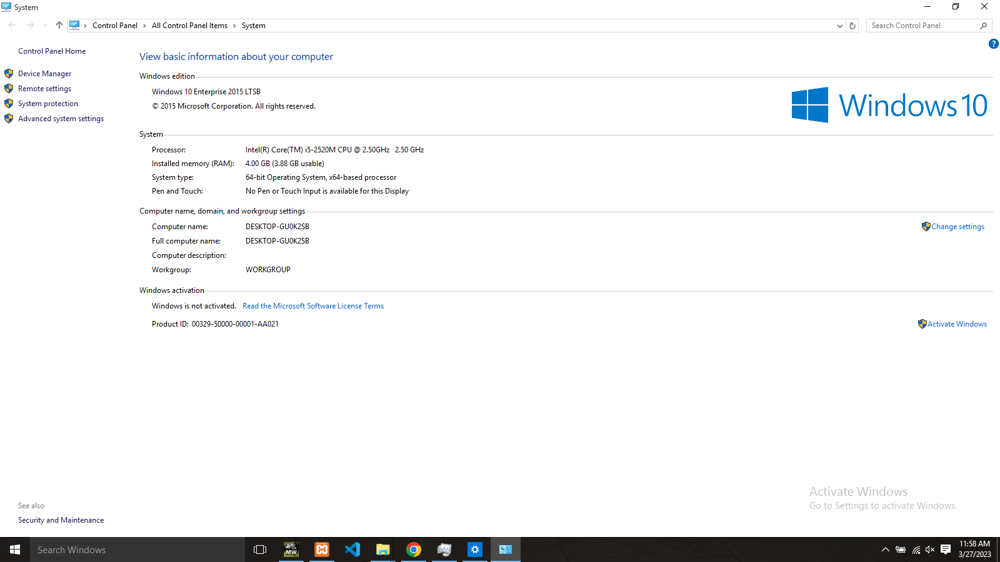 System
Control Panel > All Control Panel Items > System
Search Control Panel
?
Control Panel Home
Device Manager
Remote settings
System protection
Advanced system settings
View basic information about your computer
Windows edition
Windows 10 Enterprise 2015 LTSB
© 2015 Microsoft Corporation. All rights reserved.
Windows 10
System
Processor: Intel(R) Core(TM) i5-2520M CPU @ 2.50GHz 2.50 GHz
Installed memory (RAM): 4.00 GB (3.88 GB usable)
System type: 64-bit Operating System, x64-based processor
Pen and Touch: No Pen or Touch Input is available for this Display
Computer name, domain, and workgroup settings
Computer name: DESKTOP-GU0K2SB
Change settings
Full computer name: DESKTOP-GU0K2SB
Computer description:
Workgroup: WORKGROUP
Windows activation
Windows is not activated. Read the Microsoft Software License Terms
Product ID: 00329-50000-00001-AA021
Activate Windows
Activate Windows
Go to Settings to activate Windows.
See also
Security and Maintenance
Search Windows
NFS
MW
11:58 AM
3/27/2023